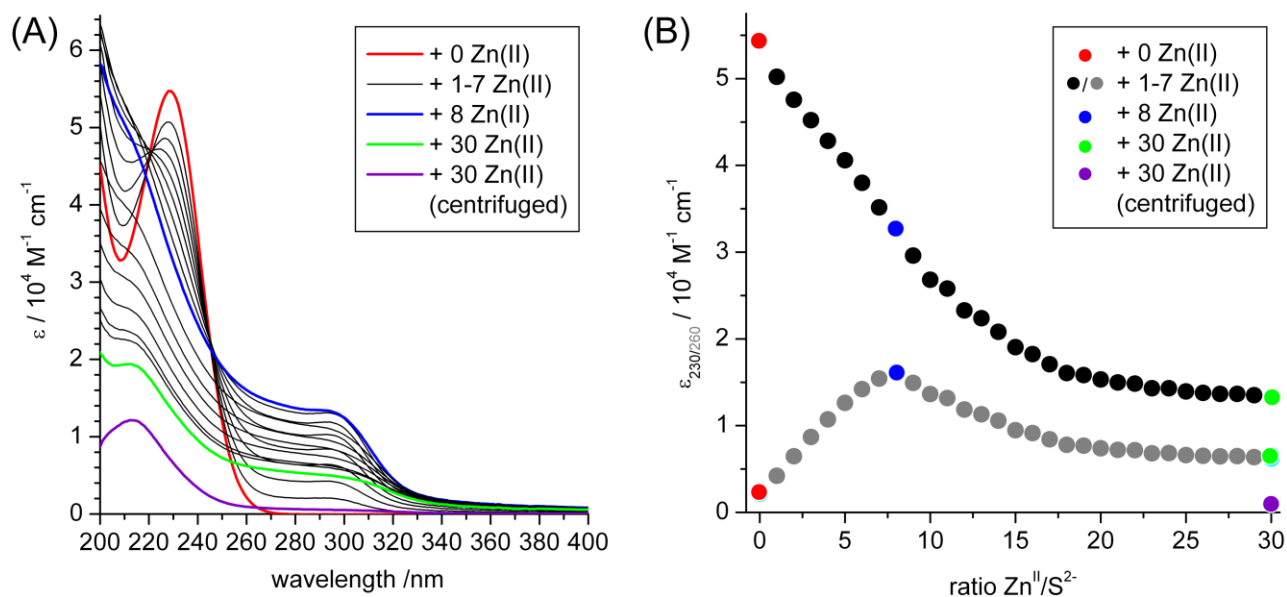 (A)
+ 0 Zn(II)
+ 1-7 Zn(II)
+ 8 Zn(II)
+ 30 Zn(II)
+ 30 Zn(II)
(centrifuged)
6
5
4
3
2
1
0
ε / 10⁴ M⁻¹ cm⁻¹
200 220 240 260 280 300 320 340 360 380 400
wavelength /nm
(B)
+ 0 Zn(II)
/ + 1-7 Zn(II)
+ 8 Zn(II)
+ 30 Zn(II)
+ 30 Zn(II)
(centrifuged)
5
4
3
2
1
0
ε₂₃₀/₂₆₀ / 10⁴ M⁻¹ cm⁻¹
0 5 10 15 20 25 30
ratio Znᴵᴵ/S²⁻